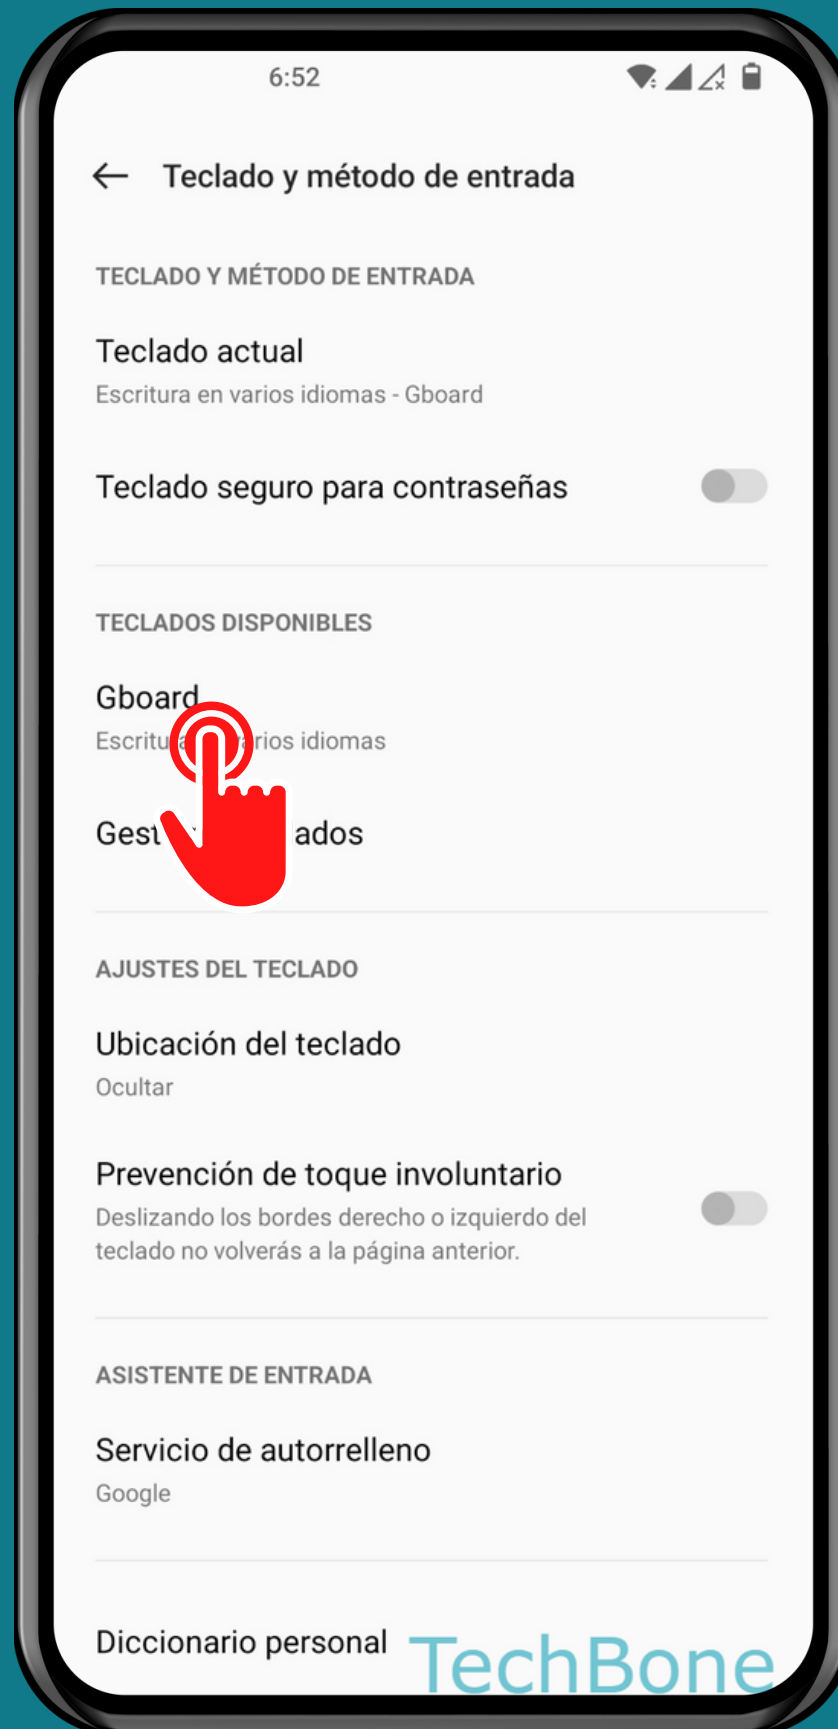 6:52
Teclado y método de entrada
TECLADO Y MÉTODO DE ENTRADA
Teclado actual
Escritura en varios idiomas - Gboard
Teclado seguro para contraseñas
TECLADOS DISPONIBLES
Gboard
idiomas
AJUSTES DEL TECLADO
Ubicación del teclado
Ocultar
Prevención de toque involuntario
Deslizando los bordes derecho o izquierdo del
teclado no volverás a la página anterior.
ASISTENTE DE ENTRADA
Servicio de autorrelleno
Google
Diccionario personal
TechBone